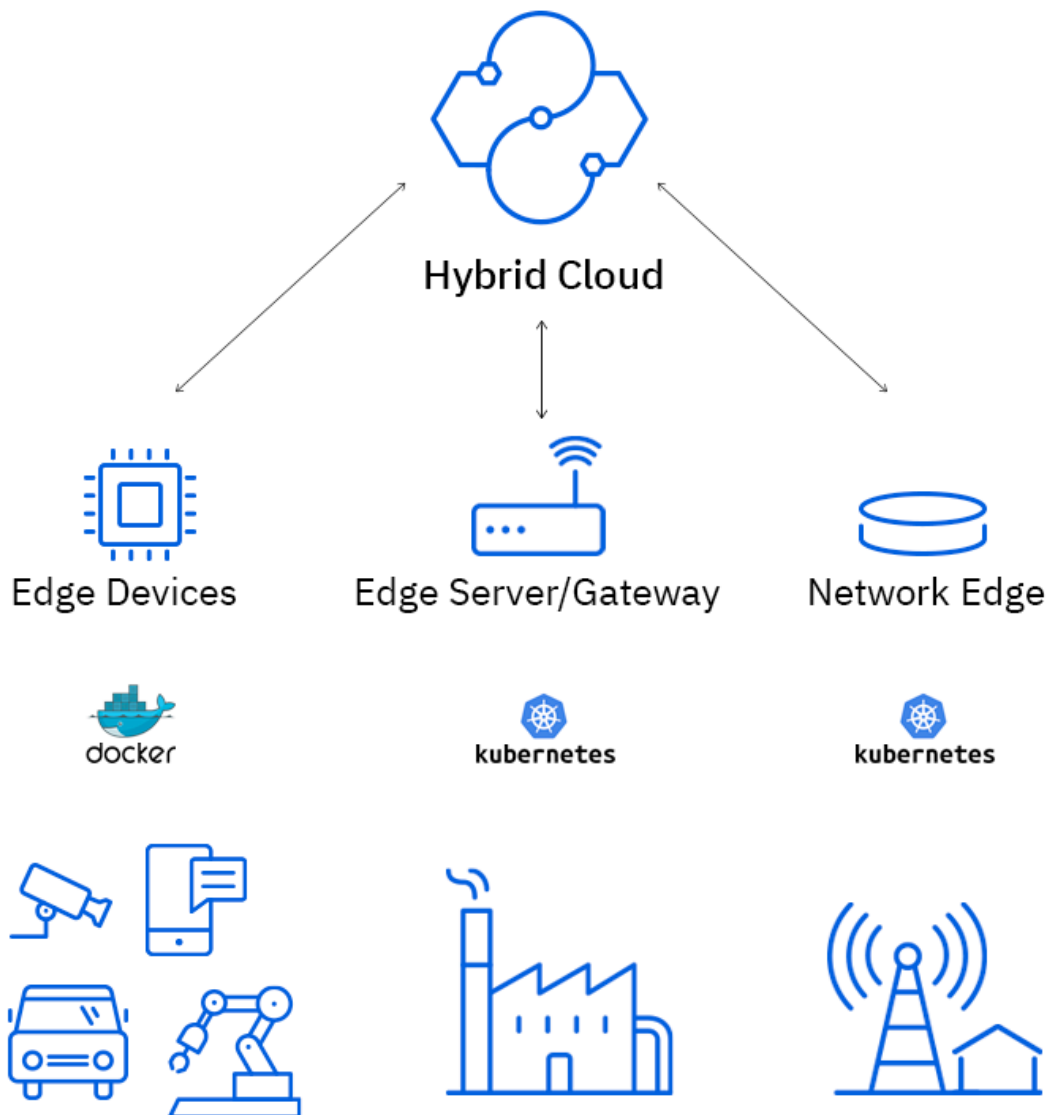 Hybrid Cloud
Edge Devices
Edge Server/Gateway
Network Edge
docker
kubernetes
kubernetes